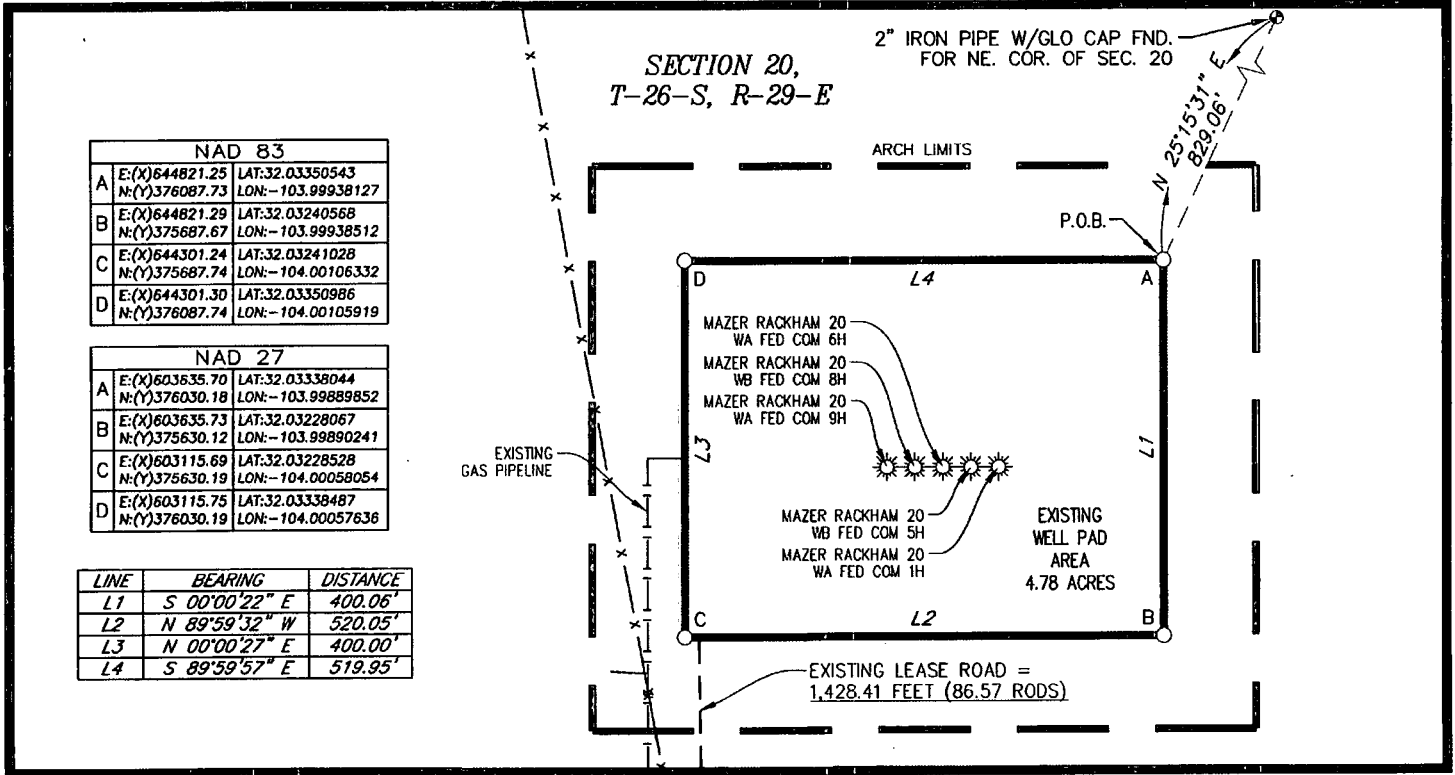 SECTION 20,
T-26-S, R-29-E
2" IRON PIPE W/GLO CAP FND.
FOR NE. COR. OF SEC. 20
N 25°15'31" E
829.06'
ARCH LIMITS
P.O.B.
NAD 83
A E:(X)644821.25 LAT:32.03350543
N:(Y)376087.73 LON:-103.99938127
B E:(X)644821.29 LAT:32.03240568
N:(Y)375687.67 LON:-103.99938512
C E:(X)644301.24 LAT:32.03241028
N:(Y)375687.74 LON:-104.00106332
D E:(X)644301.30 LAT:32.03350986
N:(Y)376087.74 LON:-104.00105919
NAD 27
A E:(X)603635.70 LAT:32.03338044
N:(Y)376030.18 LON:-103.99889852
B E:(X)603635.73 LAT:32.03228067
N:(Y)375630.12 LON:-103.99890241
C E:(X)603115.69 LAT:32.03228528
N:(Y)375630.19 LON:-104.00058054
D E:(X)603115.75 LAT:32.03338487
N:(Y)376030.19 LON:-104.00057636
LINE BEARING DISTANCE
L1 S 00°00'22" E 400.06'
L2 N 89°59'32" W 520.05'
L3 N 00°00'27" E 400.00'
L4 S 89°59'57" E 519.95'
D
L4
A
MAZER RACKHAM 20
WA FED COM 6H
MAZER RACKHAM 20
WB FED COM 8H
MAZER RACKHAM 20
WA FED COM 9H
L3
L1
EXISTING
GAS PIPELINE
MAZER RACKHAM 20
WB FED COM 5H
MAZER RACKHAM 20
WA FED COM 1H
EXISTING
WELL PAD
AREA
4.78 ACRES
C
L2
B
EXISTING LEASE ROAD =
1,428.41 FEET (86.57 RODS)